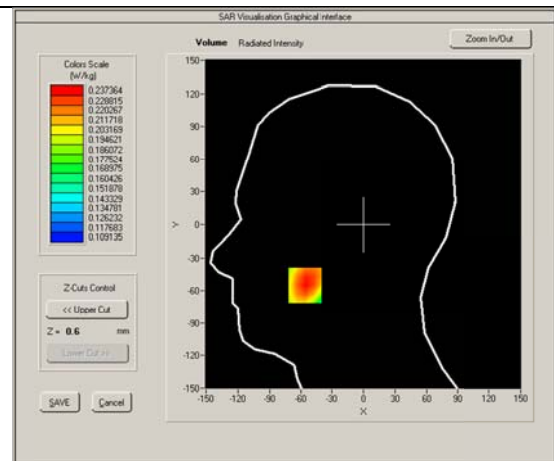 SAR Visualisation Graphical Interface
Volume Radiated Intensity
Zoom In/Out
Colors Scale
(W/kg)
0.237364
0.228815
0.220267
0.211718
0.203169
0.194621
0.186072
0.177524
0.168975
0.160426
0.151878
0.143329
0.134781
0.126232
0.117683
0.109135
Z-Cuts Control
<< Upper Cut
Z = 0.6 mm
Lower Cut >>
SAVE Cancel
150
120
90
60
30
0
-30
-60
-90
-120
-150
Y
-150 -120 -90 -60 -30 0 30 60 90 120 150
X